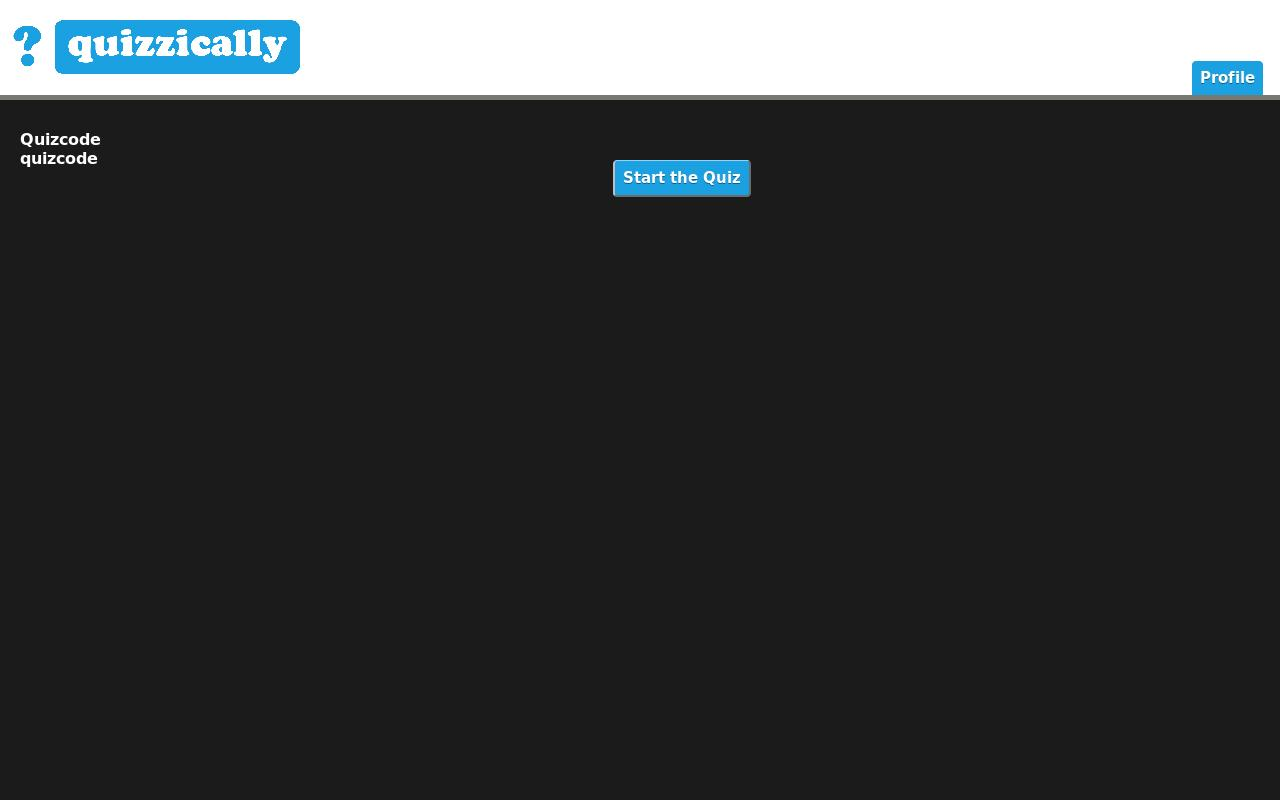 ? quizzically
Profile
Quizcode
quizcode
Start the Quiz